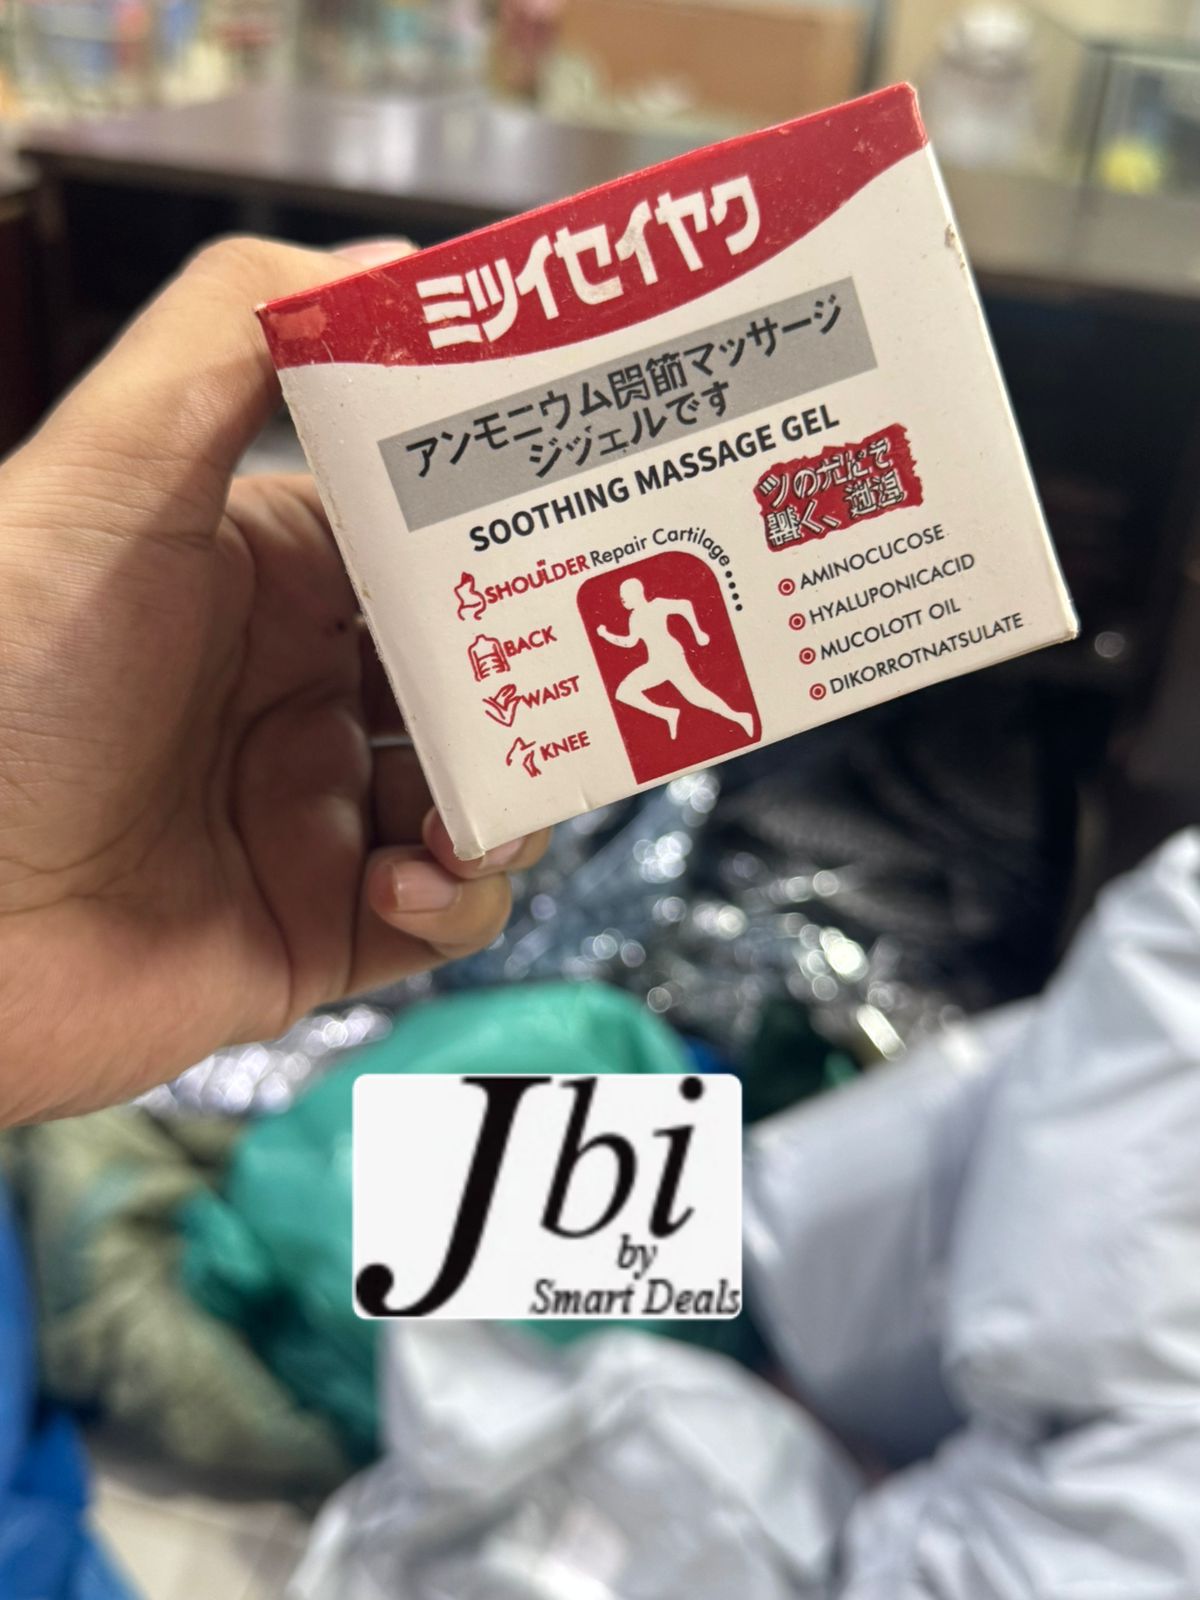 ミツイセイヤク
アンモニウム関節マッサージ
ジヅェルです
SOOTHING MASSAGE GEL
SHOULDER
Repair Cartilage
BACK
WAIST
KNEE
AMINOCUCOSE
HYALUPONICACID
MUCOLOTT OIL
DIKORROTNATSULATE
Jbi
by
Smart Deals